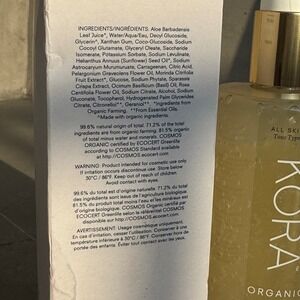 INGREDIENTS/INGRÉDIENTS: Aloe Barbadensis
Leaf Juice*, Water/Aqua/Eau, Decyl Glucoside,
Glycerin*, Xanthan Gum, Coco-Glucoside, Sodium
Cocoyl Glutamate, Glyceryl Oleate, Saccharide
Isomerate, Potassium Sorbate, Sodium Levulinate,
Helianthus Annuus (Sunflower) Seed Oil*, Sodium
Astrocaryum Murumuruate, Carrageenan, Citric Acid,
Pelargonium Graveolens Flower Oil, Morinda Citrifolia
Fruit Extract*, Glucose, Sodium Phytate,
Crispum Oil, Ocimum Basilicum (Basil) Oil, Rosa
Centifolia Flower Oil, Sodium Citrate, Alcohol, Sodium
Gluconate, Tocopherol, Hydrogenated Palm Glycerides
Citrate, Citronellol**, Geraniol** *Ingredients from
Organic Farming. **From Essential Oils.
*Made with organic ingredients.
99.6% natural origin of total. 71.2% of the total
ingredients are from organic farming. 81.5% organic
of total minus water and minerals. COSMOS
ORGANIC certified by ECOCERT Greenlife
according to COSMOS Standard available
at http://COSMOS.ecocert.com
WARNING: Product intended for cosmetic use only.
If irritation occurs discontinue use. Store below
30°C / 86°F. Keep out of reach of children.
Avoid contact with eyes.
99.6% du total est d'origine naturelle. 71.2% du total
des ingrédients sont issus de l'agriculture biologique
81.5% du produit total moins l'eau et les minéraux est
d'origine biologique. COSMOS Organic certifié par
ECOCERT Greenlife selon le référentiel COSMOS
disponible sur http://COSMOS.ecocert.com
AVERTISSEMENT: Usage cosmétique uniquement.
En cas d'irritation, cesser l'utilisation. Conserver à une
température inférieure à 30°C / 86°F. Conserver hors de
portée des enfants. Éviter tout contact avec les yeux.
ALL SKI
KORA
ORGANIC